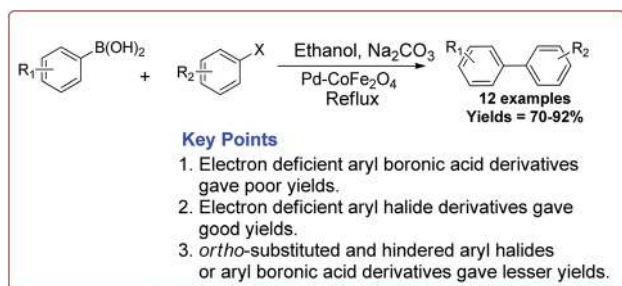 B(OH)₂
R₁
+
X
R₂
Ethanol, Na₂CO₃
Pd-CoFe₂O₄
Reflux
R₁
R₂
12 examples
Yields = 70-92%
Key Points
1. Electron deficient aryl boronic acid derivatives
gave poor yields.
2. Electron deficient aryl halide derivatives gave
good yields.
3. ortho-substituted and hindered aryl halides
or aryl boronic acid derivatives gave lesser yields.